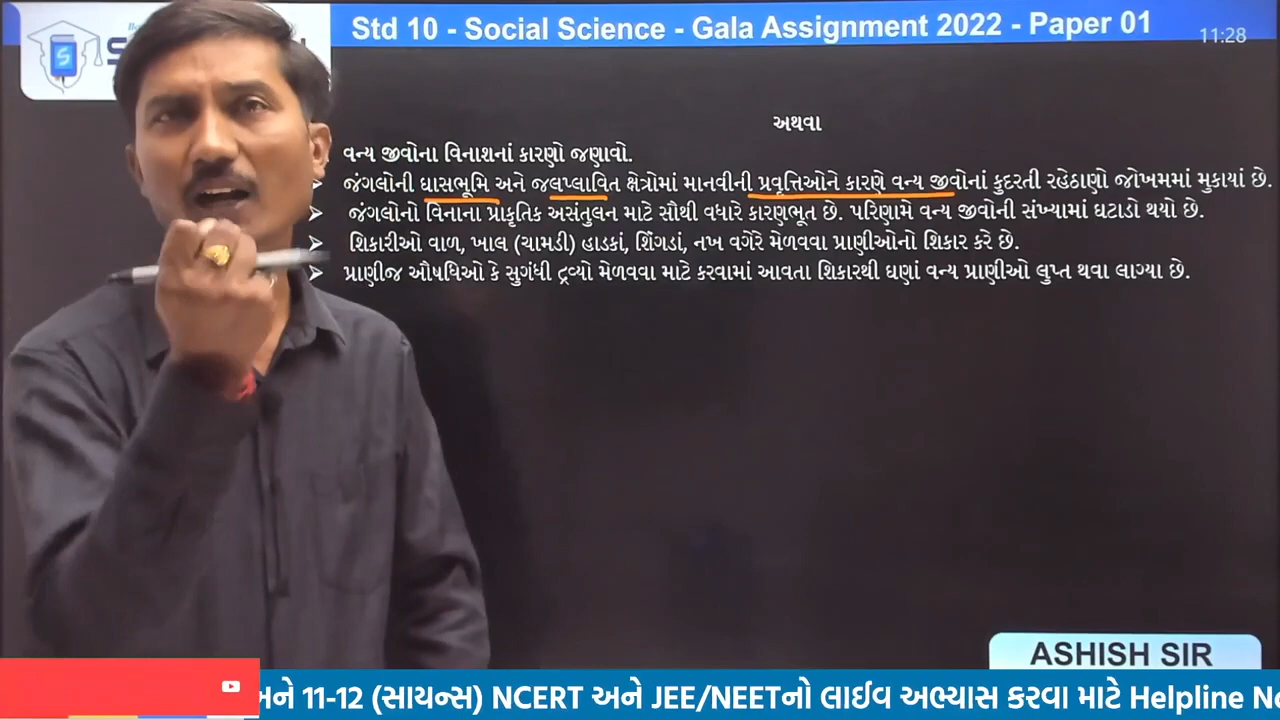 Std 10 - Social Science - Gala Assignment 2022 - Paper 01
11:28
અથવા
વન્ય જીવોના વિનાશનાં કારણો જણાવો.
➤ જંગલોની ઘાસભૂમિ અને જલપ્લાવિત ક્ષેત્રોમાં માનવીની પ્રવૃત્તિઓને કારણે વન્ય જીવોનાં કુદરતી રહેઠાણો જોખમમાં મુકાયાં છે.
➤ જંગલોનો વિનાના પ્રાકૃતિક અસંતુલન માટે સૌથી વધારે કારણભૂત છે. પરિણામે વન્ય જીવોની સંખ્યામાં ઘટાડો થયો છે.
➤ શિકારીઓ વાળ, ખાલ (ચામડી) હાડકાં, શિંગડાં, નખ વગેરે મેળવવા પ્રાણીઓનો શિકાર કરે છે.
➤ પ્રાણીજ ઔષધિઓ કે સુગંધી દ્રવ્યો મેળવવા માટે કરવામાં આવતા શિકારથી ઘણાં વન્ય પ્રાણીઓ લુપ્ત થવા લાગ્યા છે.
ASHISH SIR
અને 11-12 (સાયન્સ) NCERT અને JEE/NEETનો લાઈવ અભ્યાસ કરવા માટે Helpline